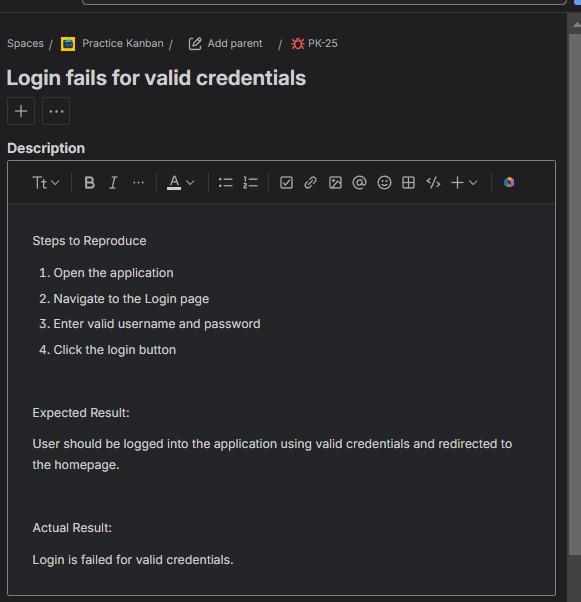 Spaces / Practice Kanban / Add parent / PK-25
Login fails for valid credentials
Description
Tt B I ... A @ </>
Steps to Reproduce
1. Open the application
2. Navigate to the Login page
3. Enter valid username and password
4. Click the login button
Expected Result:
User should be logged into the application using valid credentials and redirected to
the homepage.
Actual Result:
Login is failed for valid credentials.